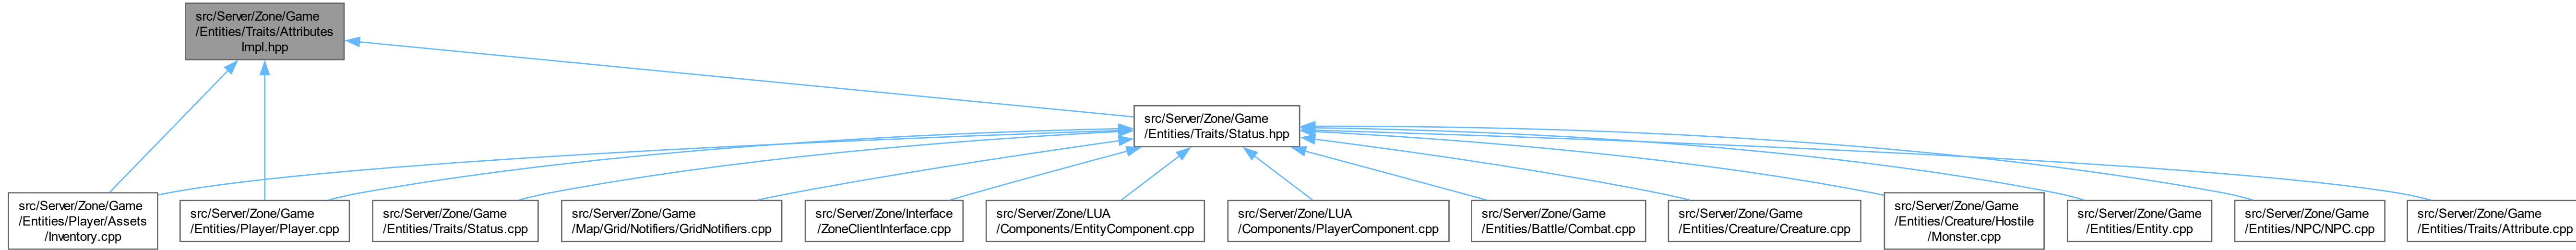 src/Server/Zone/Game
/Entities/Traits/Attributes
Impl.hpp
src/Server/Zone/Game
/Entities/Traits/Status.hpp
src/Server/Zone/Game
/Entities/Player/Assets
/Inventory.cpp
src/Server/Zone/Game
/Entities/Player/Player.cpp
src/Server/Zone/Game
/Entities/Traits/Status.cpp
src/Server/Zone/Game
/Map/Grid/Notifiers/GridNotifiers.cpp
src/Server/Zone/Interface
/ZoneClientInterface.cpp
src/Server/Zone/LUA
/Components/EntityComponent.cpp
src/Server/Zone/LUA
/Components/PlayerComponent.cpp
src/Server/Zone/Game
/Entities/Battle/Combat.cpp
src/Server/Zone/Game
/Entities/Creature/Creature.cpp
src/Server/Zone/Game
/Entities/Creature/Hostile
/Monster.cpp
src/Server/Zone/Game
/Entities/Entity.cpp
src/Server/Zone/Game
/Entities/NPC/NPC.cpp
src/Server/Zone/Game
/Entities/Traits/Attribute.cpp